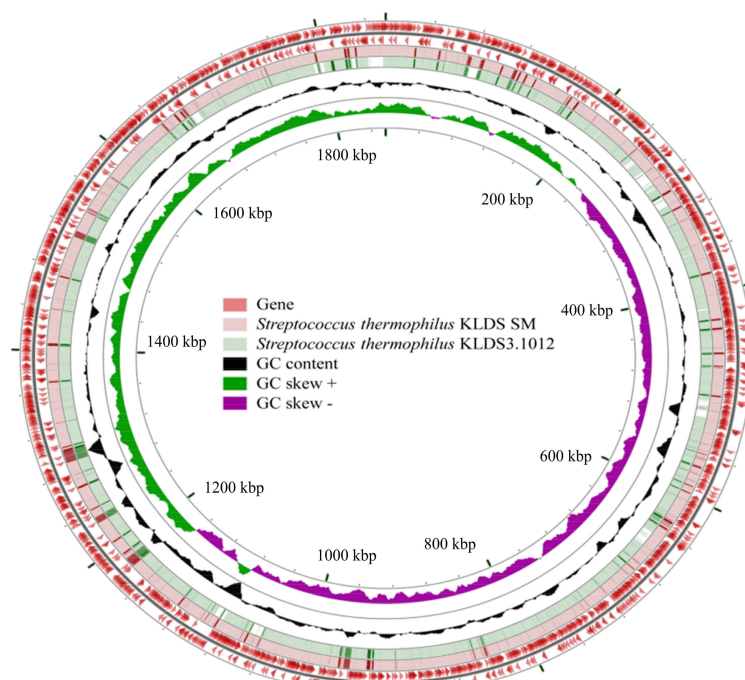 1800 kbp
200 kbp
1600 kbp
400 kbp
Gene
Streptococcus thermophilus KLDS SM
Streptococcus thermophilus KLDS3.1012
1400 kbp
GC content
GC skew +
GC skew -
600 kbp
1200 kbp
800 kbp
1000 kbp